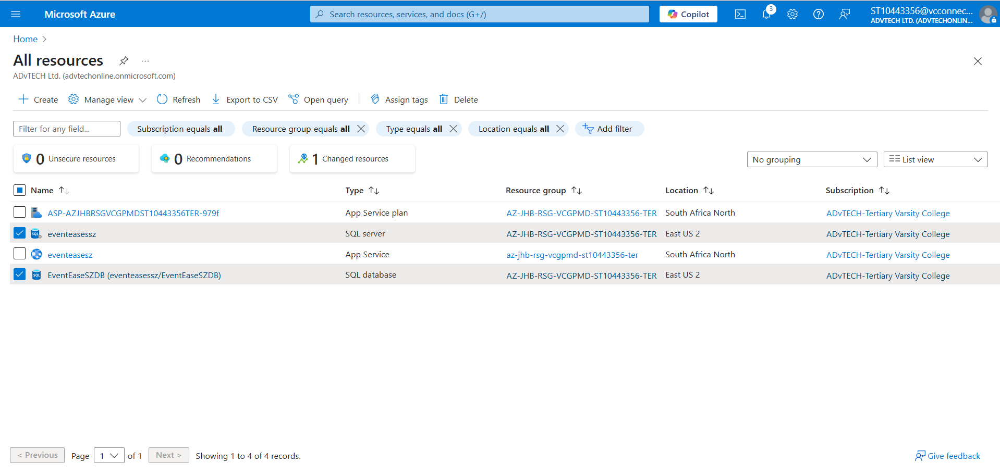 Microsoft Azure
Search resources, services, and docs (G+/)
Copilot
3
ST10443356@vcconnec...
ADVTECH LTD. (ADVTECHONLIN...
Home
All resources
...
ADvTECH Ltd. (advtechonline.onmicrosoft.com)
Create
Manage view
Refresh
Export to CSV
Open query
Assign tags
Delete
Filter for any field...
Subscription equals all
Resource group equals all
Type equals all
Location equals all
Add filter
0 Unsecure resources
0 Recommendations
1 Changed resources
No grouping
List view
Name Type Resource group Location Subscription
ASP-AZJHBRSGVCGPMDST10443356TER-979f App Service plan AZ-JHB-RSG-VCGPMD-ST10443356-TER South Africa North ADvTECH-Tertiary Varsity College
SQL eventeasessz SQL server AZ-JHB-RSG-VCGPMD-ST10443356-TER East US 2 ADvTECH-Tertiary Varsity College
eventeasesz App Service az-jhb-rsg-vcgpmd-st10443356-ter South Africa North ADvTECH-Tertiary Varsity College
SQL EventEaseSZDB (eventeasessz/EventEaseSZDB) SQL database AZ-JHB-RSG-VCGPMD-ST10443356-TER East US 2 ADvTECH-Tertiary Varsity College
< Previous
Page 1 of 1
Next >
Showing 1 to 4 of 4 records.
Give feedback